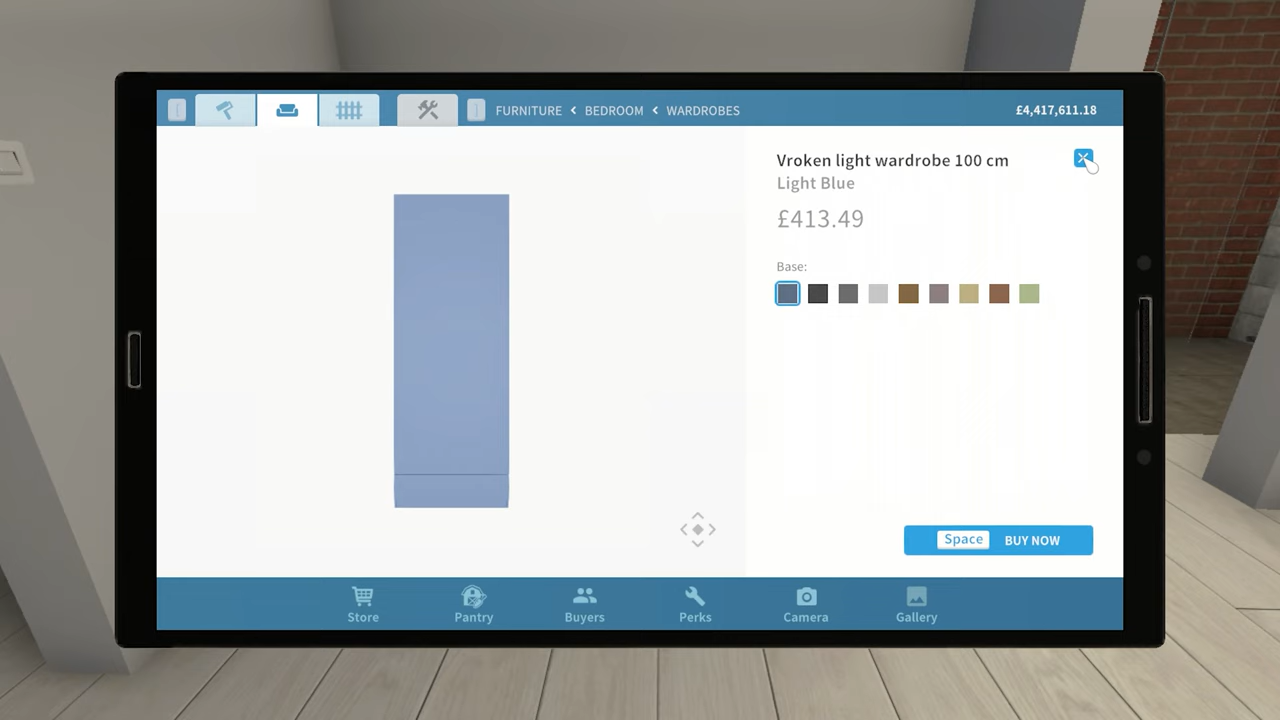 FURNITURE < BEDROOM < WARDROBES
£4,417,611.18
Vroken light wardrobe 100 cm
Light Blue
£413.49
Base:
Space BUY NOW
Store
Pantry
Buyers
Perks
Camera
Gallery